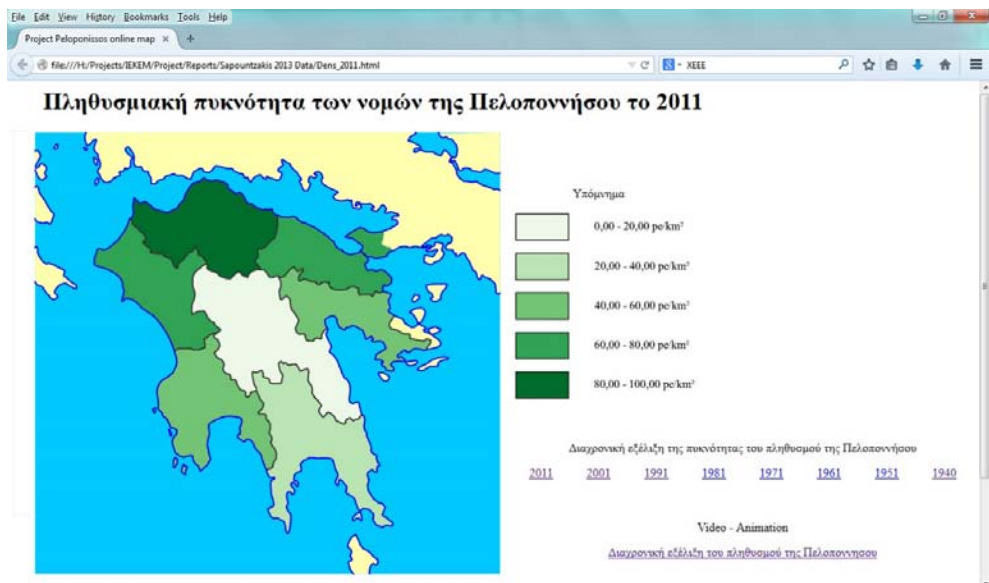 File Edit View History Bookmarks Tools Help
Project Peloponissos online map × +
file:///H:/Projects/IEKEM/Project/Reports/Sapountzakis 2013 Data/Dens_2011.html
8 - XEEE
Πληθυσμιακή πυκνότητα των νομών της Πελοποννήσου το 2011
Υπόμνημα
0,00 - 20,00 pe/km²
20,00 - 40,00 pe/km²
40,00 - 60,00 pe/km²
60,00 - 80,00 pe/km²
80,00 - 100,00 pe/km²
Διαχρονική εξέλιξη της πυκνότητας του πληθυσμού της Πελοποννήσου
2011 2001 1991 1981 1971 1961 1951 1940
Video - Animation
Διαχρονική εξέλιξη του πληθυσμού της Πελοποννησου